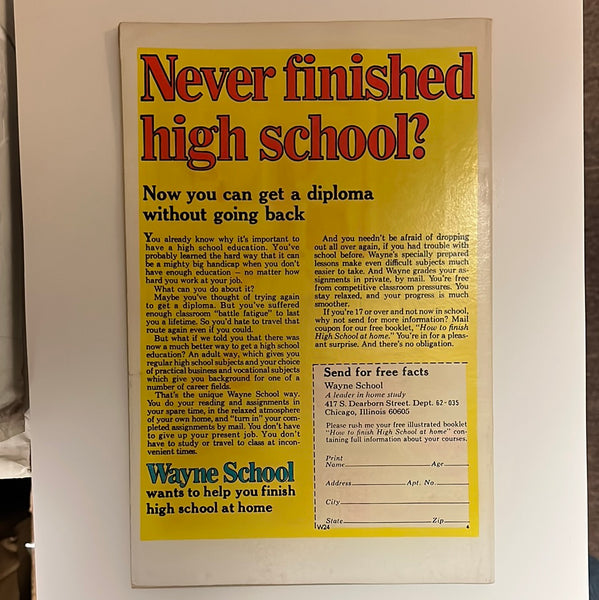 Never finished
high school?
Now you can get a diploma
without going back
You already know why it's important to
have a high school education. You've
probably learned the hard way that it can
be a mighty big handicap when you don't
have enough education — no matter how
hard you work at your job.
What can you do about it?
Maybe you've thought of trying again
to get a diploma. But you've suffered
enough classroom "battle fatigue" to last
you a lifetime. So you'd hate to travel that
route again even if you could.
But what if we told you that there was
now a much better way to get a high school
education? An adult way, which gives you
regular high school subjects and your choice
of practical business and vocational subjects
which give you background for one of a
number of career fields.
That's the unique Wayne School way.
You do your reading and assignments in
your spare time, in the relaxed atmosphere
of your own home, and "turn in" your com-
pleted assignments by mail. You don't have
to give up your present job. You don't
have to study or travel to class at incon-
venient times.
Wayne School
wants to help you finish
high school at home
And you needn't be afraid of dropping
out all over again, if you had trouble with
school before. Wayne's specially prepared
lessons make even difficult subjects much
easier to take. And Wayne grades your as-
signments in private, by mail. You're free
from competitive classroom pressures. You
stay relaxed, and your progress is much
smoother.
If you're 17 or over and not now in school,
why not send for more information? Mail
coupon for our free booklet, "How to finish
High School at home." You're in for a pleas-
ant surprise. And there's no obligation.
Send for free facts
Wayne School
A leader in home study
417 S. Dearborn Street. Dept. 62-035
Chicago, Illinois 60605
Please rush me your free illustrated booklet
"How to finish High School at home" con-
taining full information about your courses.
Print
Name Age
Address Apt. No.
City
State Zip
W24 4